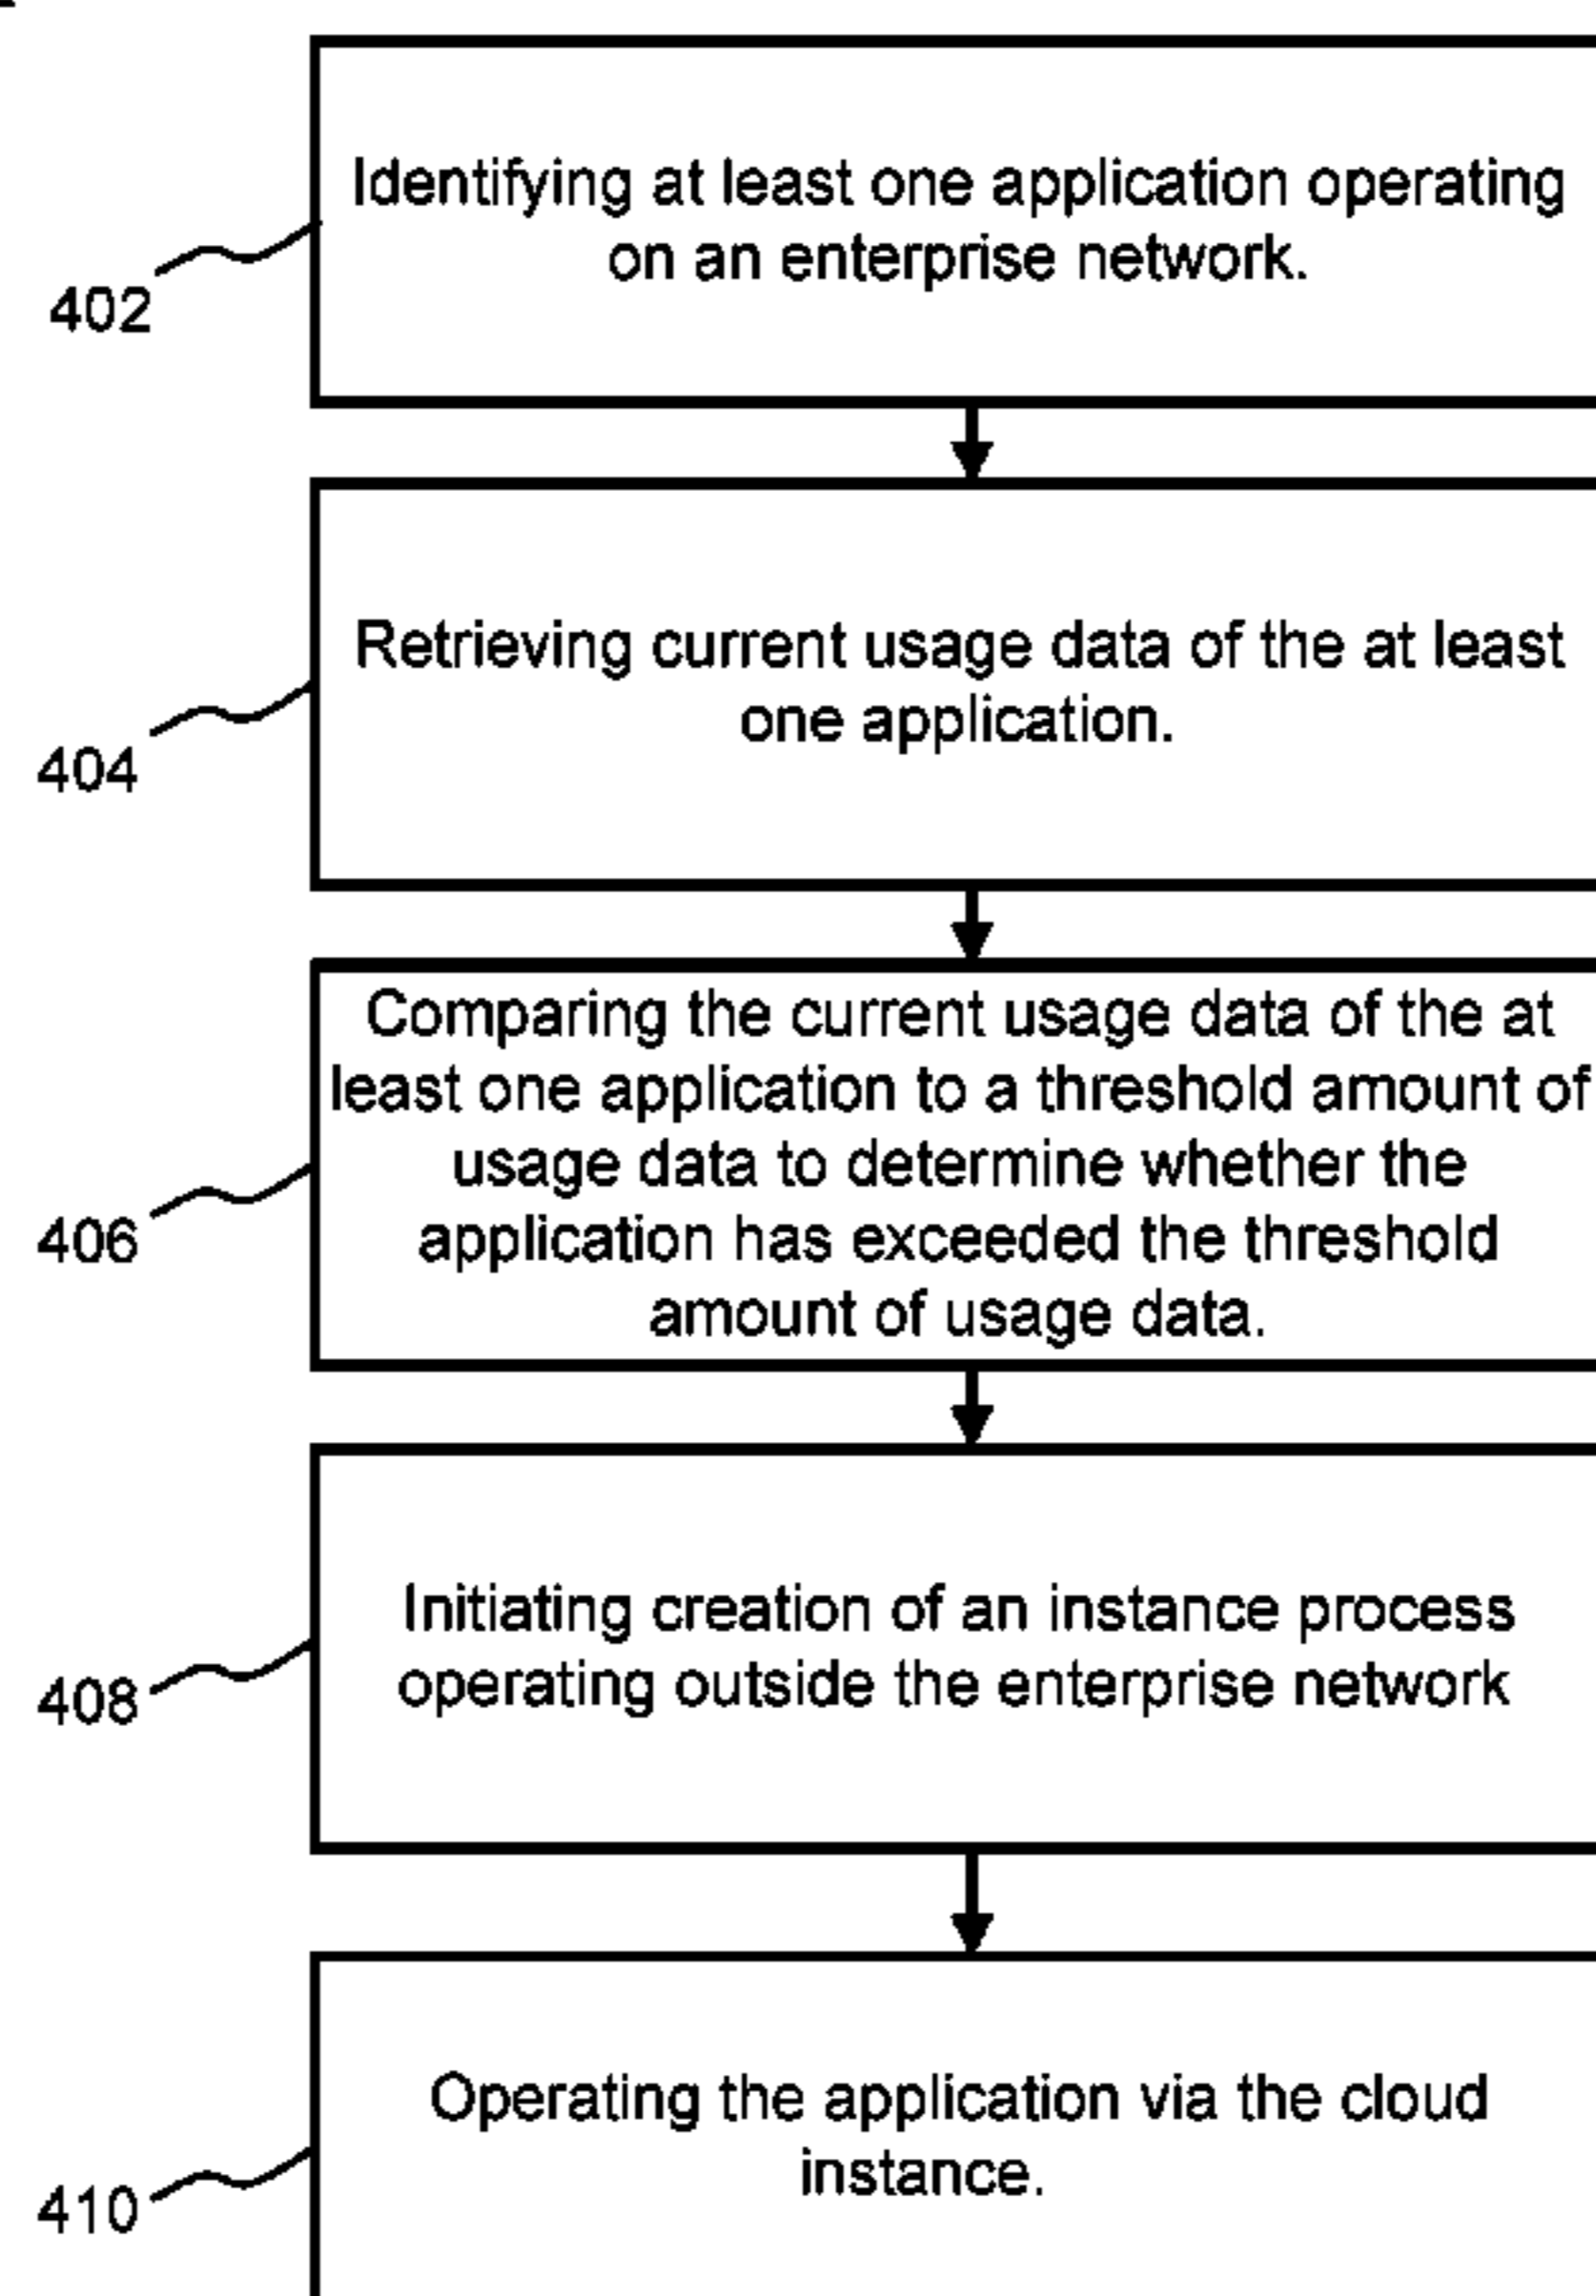 Identifying at least one application operating
on an enterprise network.
402
Retrieving current usage data of the at least
one application.
404
Comparing the current usage data of the at
least one application to a threshold amount of
usage data to determine whether the
application has exceeded the threshold
amount of usage data.
406
Initiating creation of an instance process
operating outside the enterprise network
408
Operating the application via the cloud
instance.
410